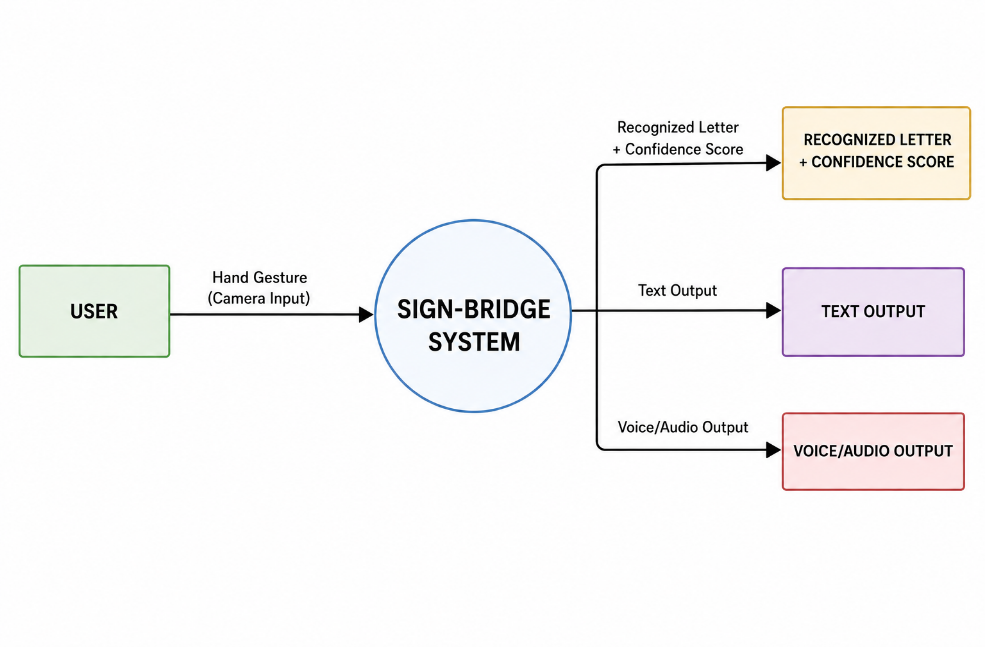 USER
Hand Gesture
(Camera Input)
SIGN-BRIDGE
SYSTEM
Recognized Letter
+ Confidence Score
RECOGNIZED LETTER
+ CONFIDENCE SCORE
Text Output
TEXT OUTPUT
Voice/Audio Output
VOICE/AUDIO OUTPUT